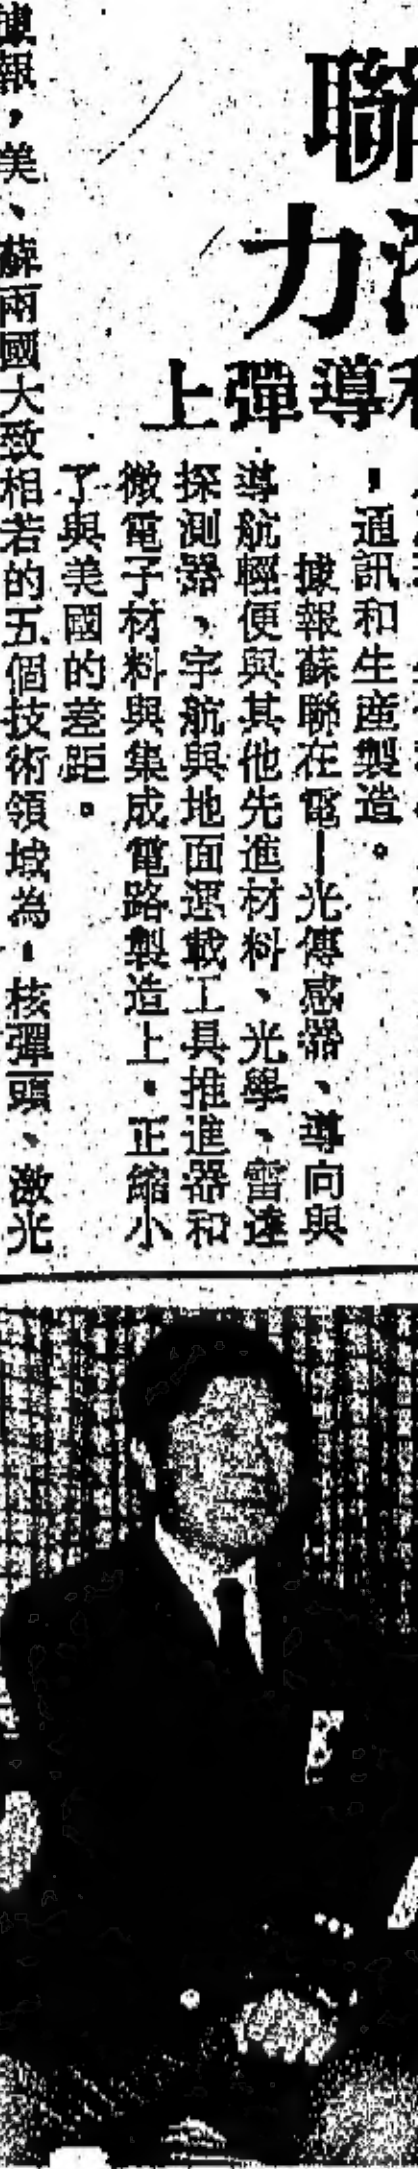 聯
力
導彈上
通訊和生產製造。
據報蘇聯在電—光傳感器、導向與
導航輕便與其他先進材料、光學、雷達
探測器、宇航與地面運載工具推進器和
微電子材料與集成電路製造上，正縮小
了與美國的差距。
據報，美、蘇兩國大致相若的五個技術領域為：核彈頭、激光